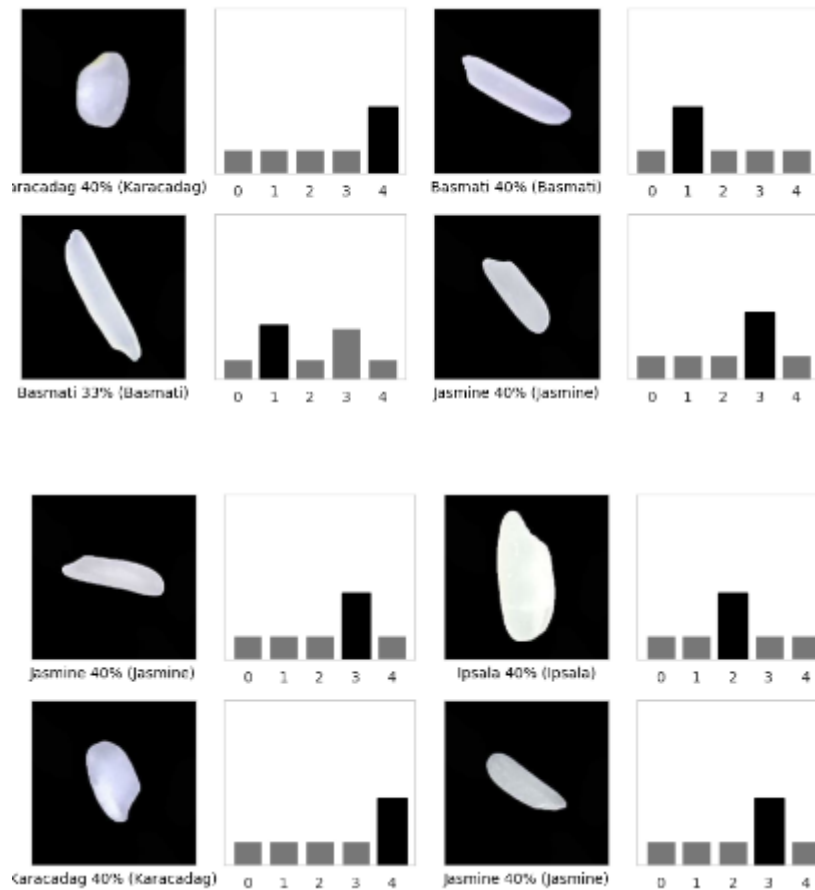 aracadag 40% (Karacadag)
0 1 2 3 4
Basmati 40% (Basmati)
0 1 2 3 4
Basmati 33% (Basmati)
0 1 2 3 4
Jasmine 40% (Jasmine)
0 1 2 3 4
Jasmine 40% (Jasmine)
0 1 2 3 4
Ipsala 40% (Ipsala)
0 1 2 3 4
Karacadag 40% (Karacadag)
0 1 2 3 4
Jasmine 40% (Jasmine)
0 1 2 3 4